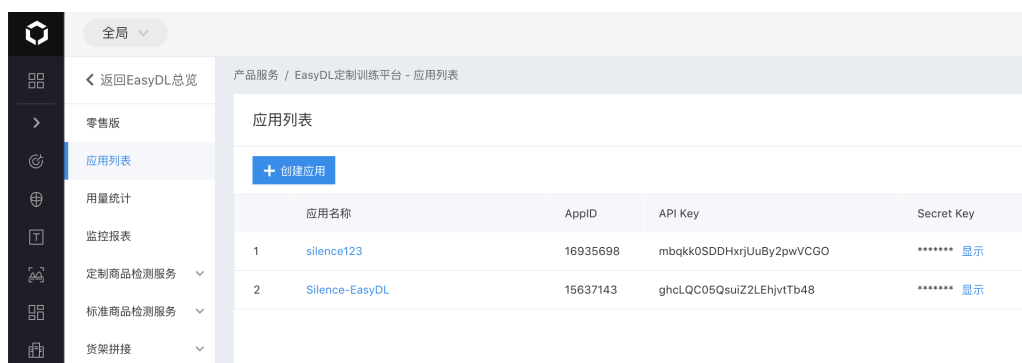 全局
返回EasyDL总览
产品服务 / EasyDL定制训练平台 - 应用列表
零售版
应用列表
用量统计
监控报表
定制商品检测服务
标准商品检测服务
货架拼接
应用列表
+ 创建应用
应用名称 AppID API Key Secret Key
1 silence123 16935698 mbqkk0SDDHxrjUuBy2pwVCGO ******* 显示
2 Silence-EasyDL 15637143 ghcLQC05QsuiZ2LEhjvtTb48 ******* 显示